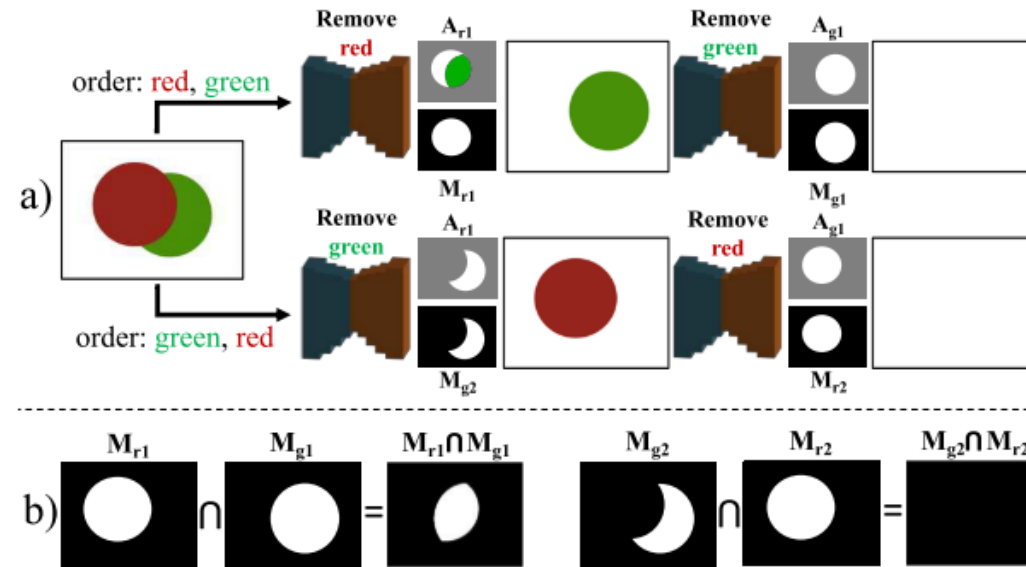 a)
order: red, green
Remove
red
A_r1
M_r1
Remove
green
A_g1
M_g1
order: green, red
Remove
green
A_r1
M_g2
Remove
red
A_g1
M_r2
b)
M_r1 M_g1 M_r1∩M_g1 M_g2 M_r2 M_g2∩M_r2
∩ = ∩ =